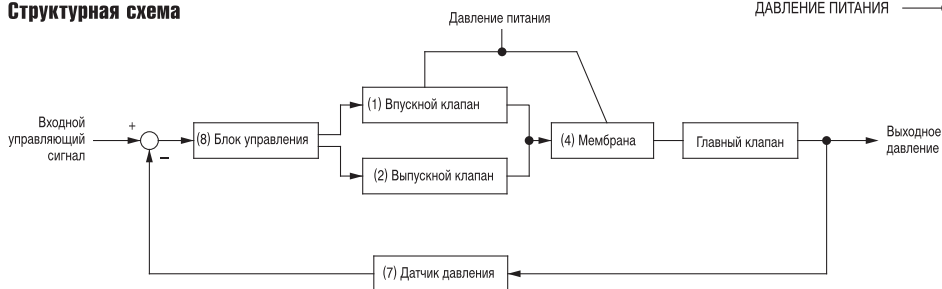 Структурная схема
ДАВЛЕНИЕ ПИТАНИЯ
Давление питания
(1) Впускной клапан
Входной
управляющий
сигнал
+
−
(8) Блок управления
(4) Мембрана
Главный клапан
Выходное
давление
(2) Выпускной клапан
(7) Датчик давления